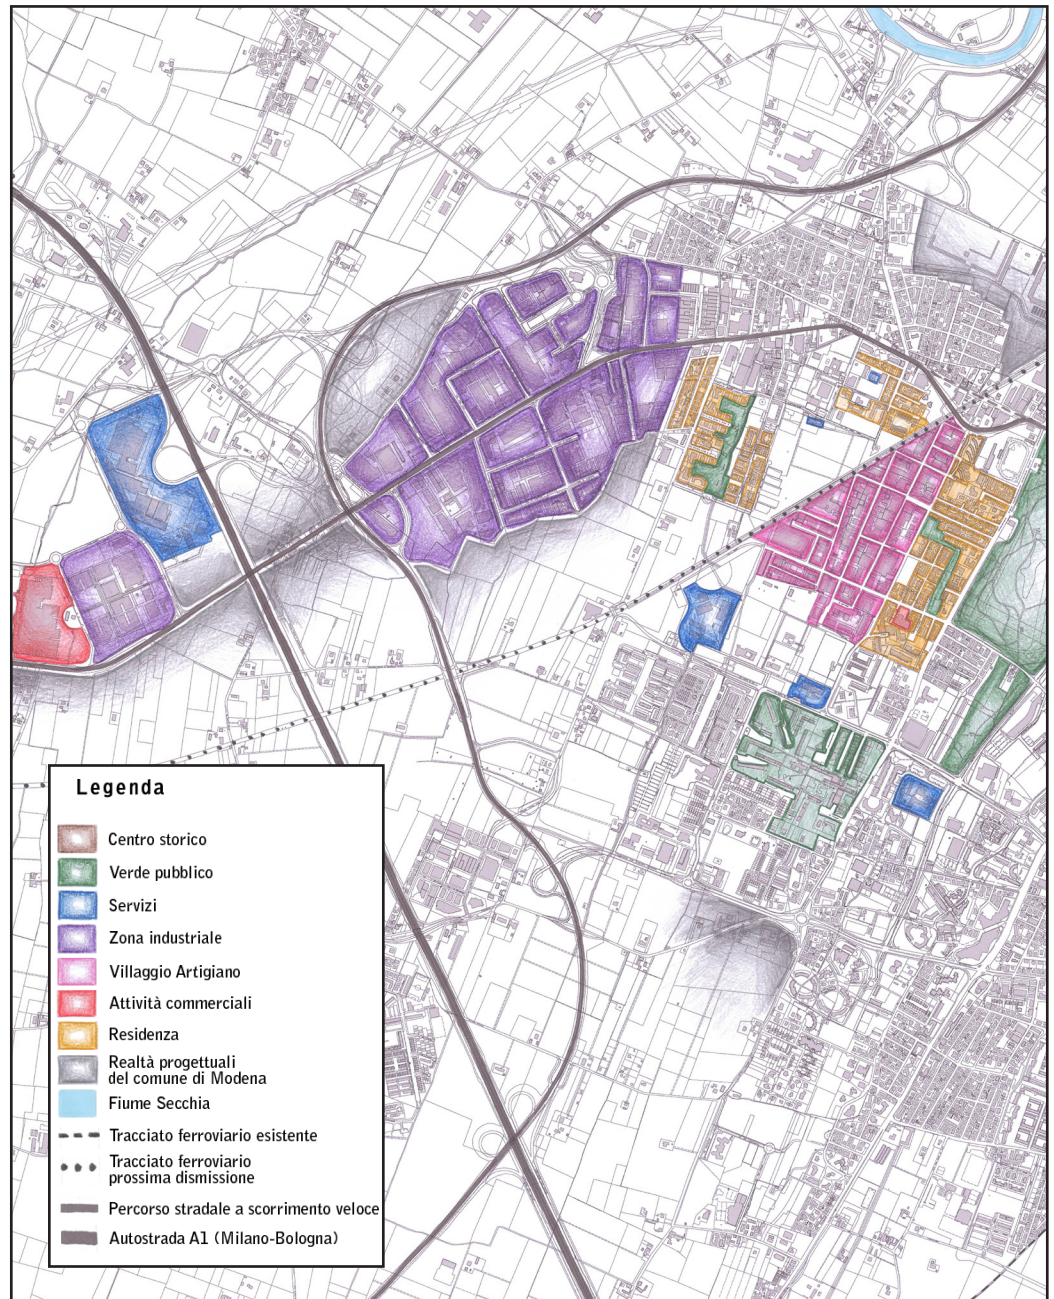 Legenda
Centro storico
Verde pubblico
Servizi
Zona industriale
Villaggio Artigiano
Attività commerciali
Residenza
Realtà progettuali
del comune di Modena
Fiume Secchia
Tracciato ferroviario esistente
Tracciato ferroviario
prossima dismissione
Percorso stradale a scorrimento veloce
Autostrada A1 (Milano-Bologna)